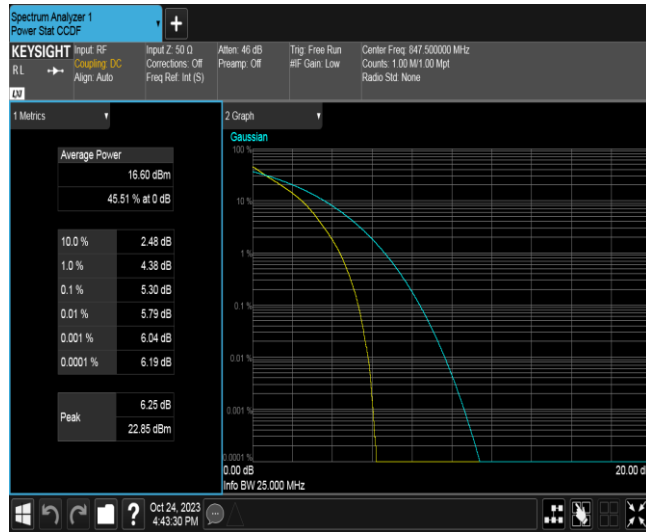 Spectrum Analyzer 1
Power Stat CCDF
+
KEYSIGHT
RL
LXI
Input: RF
Coupling: DC
Align: Auto
Input Z: 50 Ω
Corrections: Off
Freq Ref: Int (S)
Atten: 46 dB
Preamp: Off
Trig: Free Run
#IF Gain: Low
Center Freq: 847.500000 MHz
Counts: 1.00 M/1.00 Mpt
Radio Std: None
1 Metrics
Average Power
16.60 dBm
45.51 % at 0 dB
10.0 % 2.48 dB
1.0 % 4.38 dB
0.1 % 5.30 dB
0.01 % 5.79 dB
0.001 % 6.04 dB
0.0001 % 6.19 dB
Peak
6.25 dB
22.85 dBm
2 Graph
Gaussian
100 %
10 %
1 %
0.1 %
0.01 %
0.001 %
0.0001 %
0.00 dB
20.00 d
Info BW 25.000 MHz
?
Oct 24, 2023
4:43:30 PM